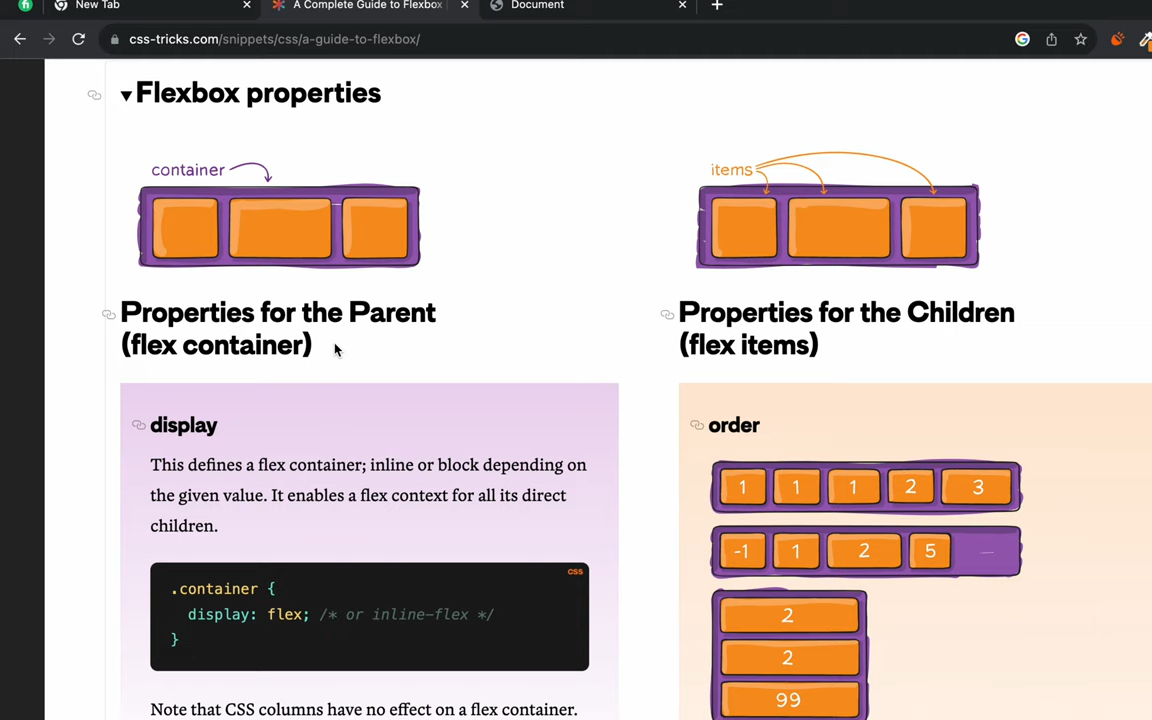 New Tab
A Complete Guide to Flexbox
Document
css-tricks.com/snippets/css/a-guide-to-flexbox/
Flexbox properties
container
Properties for the Parent
(flex container)
display
This defines a flex container; inline or block depending on
the given value. It enables a flex context for all its direct
children.
CSS
.container {
display: flex; /* or inline-flex */
}
Note that CSS columns have no effect on a flex container.
items
Properties for the Children
(flex items)
order
1 1 1 2 3
-1 1 2 5
2
2
99